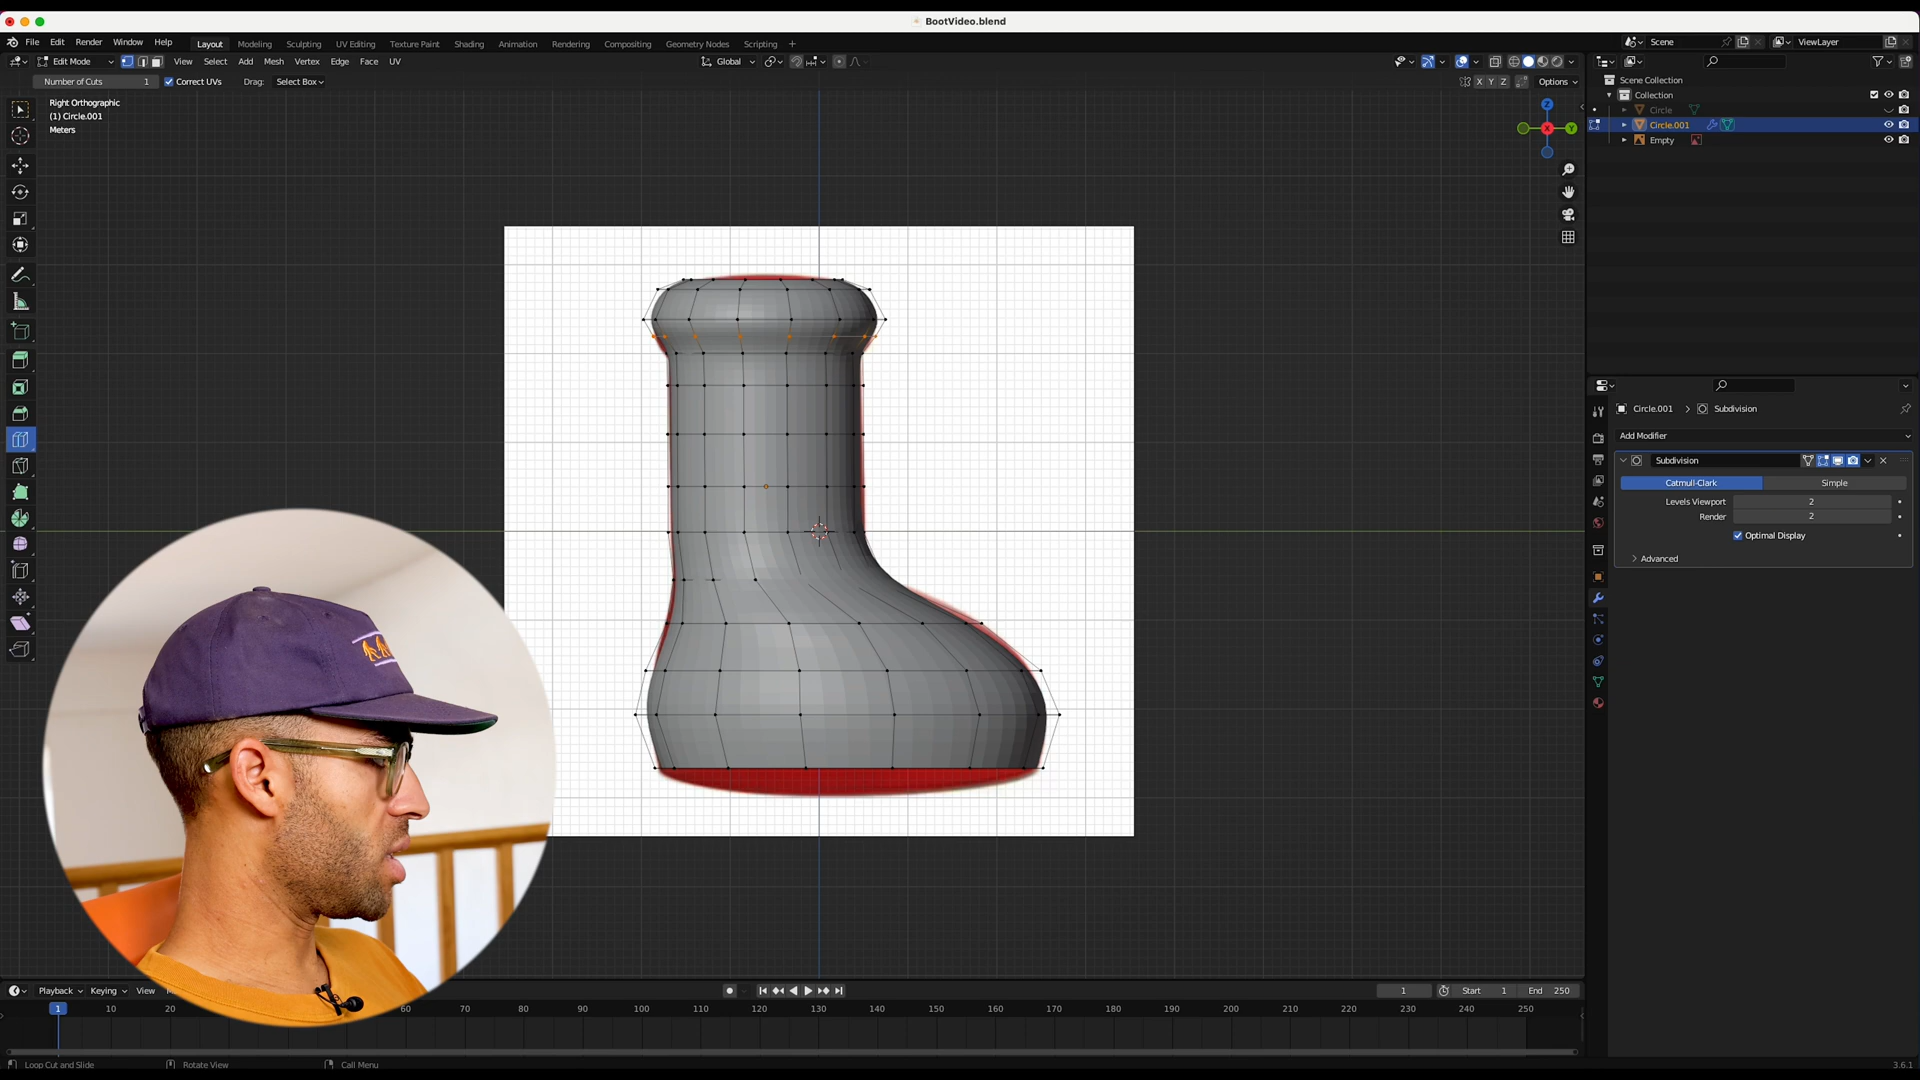 BootVideo.blend
File Edit Render Window Help Layout Modeling Sculpting UV Editing Texture Paint Shading Animation Rendering Compositing Geometry Nodes Scripting + Scene ViewLayer
Edit Mode View Select Add Mesh Vertex Edge Face UV Global
Number of Cuts 1 Correct UVs Drag: Select Box X Y Z Options
Scene Collection
Collection
Circle
Circle.001
Empty
Right Orthographic
(1) Circle.001
Meters
Z
X
Y
Circle.001 > Subdivision
Add Modifier
Subdivision
Catmull-Clark Simple
Levels Viewport 2
Render 2
Optimal Display
Advanced
Playback Keying View 1 Start 1 End 250
1 10 20 60 70 80 90 100 110 120 130 140 150 160 170 180 190 200 210 220 230 240 250
Loop Cut and Slide Rotate View Call Menu 3.6.1